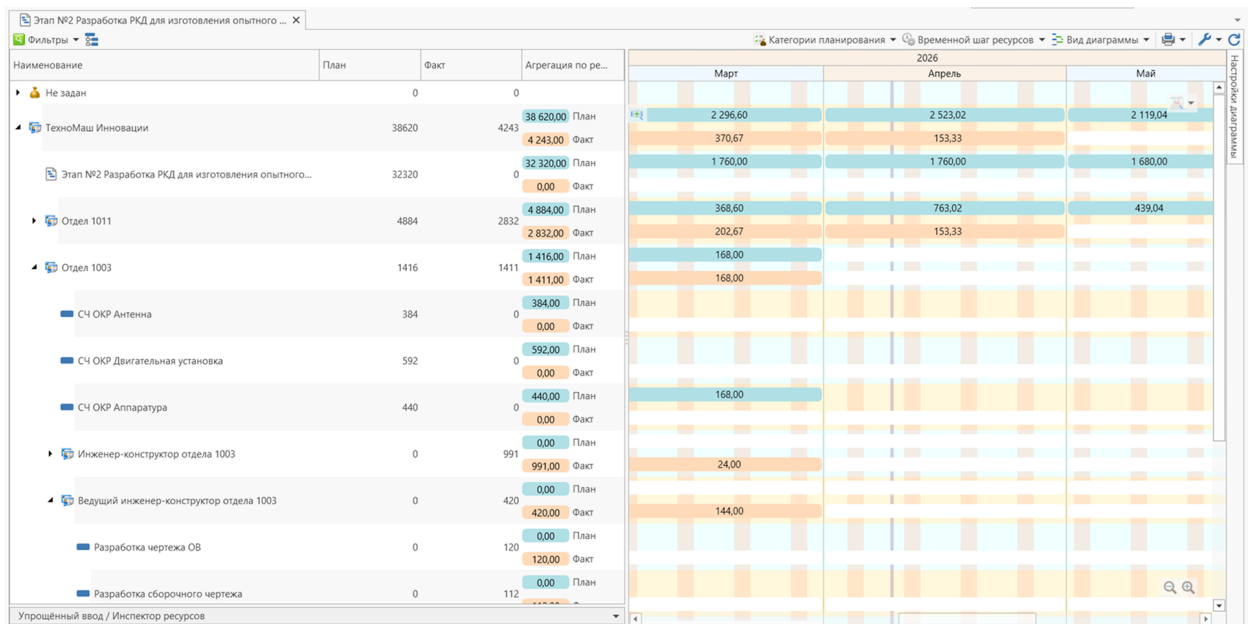 Этап №2 Разработка РКД для изготовления опытного ...
Фильтры
Категории планирования
Временной шаг ресурсов
Вид диаграммы
Наименование План Факт Агрегация по ре...
2026
Март Апрель Май
Настройки диаграммы
Не задан 0 0
ТехноМаш Инновации 38620 4243
38 620,00 План 2 296,60 2 523,02 2 119,04
4 243,00 Факт 370,67 153,33
Этап №2 Разработка РКД для изготовления опытного... 32320 0
32 320,00 План 1 760,00 1 760,00 1 680,00
0,00 Факт
Отдел 1011 4884 2832
4 884,00 План 368,60 763,02 439,04
2 832,00 Факт 202,67 153,33
Отдел 1003 1416 1411
1 416,00 План 168,00
1 411,00 Факт 168,00
СЧ ОКР Антенна 384 0
384,00 План
0,00 Факт
СЧ ОКР Двигательная установка 592 0
592,00 План
0,00 Факт
СЧ ОКР Аппаратура 440 0
440,00 План 168,00
0,00 Факт
Инженер-конструктор отдела 1003 0 991
0,00 План
991,00 Факт 24,00
Ведущий инженер-конструктор отдела 1003 0 420
0,00 План
420,00 Факт 144,00
Разработка чертежа ОВ 0 120
0,00 План
120,00 Факт
Разработка сборочного чертежа 0 112
0,00 План
Упрощённый ввод / Инспектор ресурсов